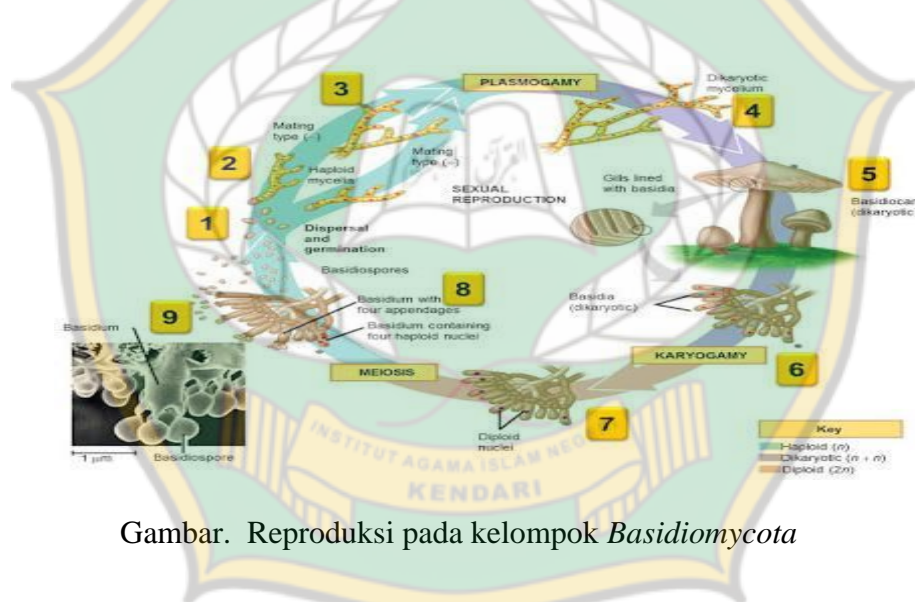 PLASMOGAMY
Dikaryotic
mycelium
3
4
Mating
type (–)
Mating
type (–)
2
Haploid
mycelia
SEXUAL
REPRODUCTION
Gills lined
with basidia
5
Basidiocar
(dikaryotic
1
Dispersal
and
germination
Basidiospores
8
Basidium with
four appendages
Basidium containing
four haploid nuclei
9
Basidium
Basidia
(dikaryotic)
KARYOGAMY
6
MEIOSIS
7
Diploid
nuclei
1 μm
Basidiospore
Key
Haploid (n)
Dikaryotic (n + n)
Diploid (2n)
INSTITUT AGAMA ISLAM NEG
KENDARI
Gambar. Reproduksi pada kelompok Basidiomycota